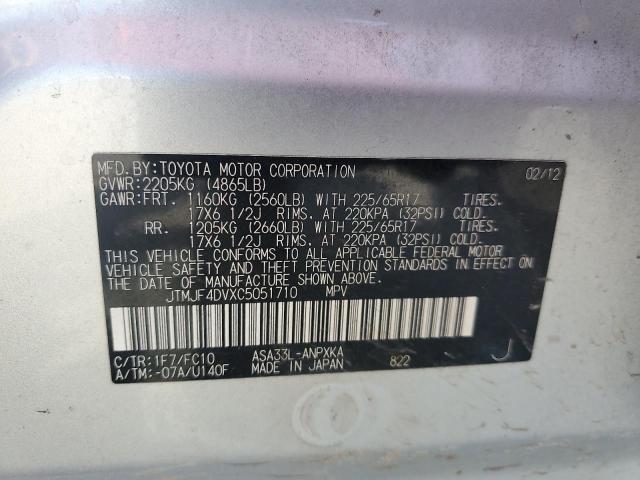 MFD.BY:TOYOTA MOTOR CORPORATION 02/12
GVWR:2205KG (4865LB)
GAWR:FRT. 1160KG (2560LB) WITH 225/65R17 TIRES.
17X6 1/2J RIMS. AT 220KPA (32PSI) COLD.
RR. 1205KG (2660LB) WITH 225/65R17 TIRES.
17X6 1/2J RIMS. AT 220KPA (32PSI) COLD.
THIS VEHICLE CONFORMS TO ALL APPLICABLE FEDERAL MOTOR
VEHICLE SAFETY AND THEFT PREVENTION STANDARDS IN EFFECT ON
THE DATE OF MANUFACTURE SHOWN ABOVE.
JTMJF4DVXC5051710 MPV
C/TR:1F7/FC10 ASA33L-ANPXKA
A/TM:-07A/U140F MADE IN JAPAN 822 J